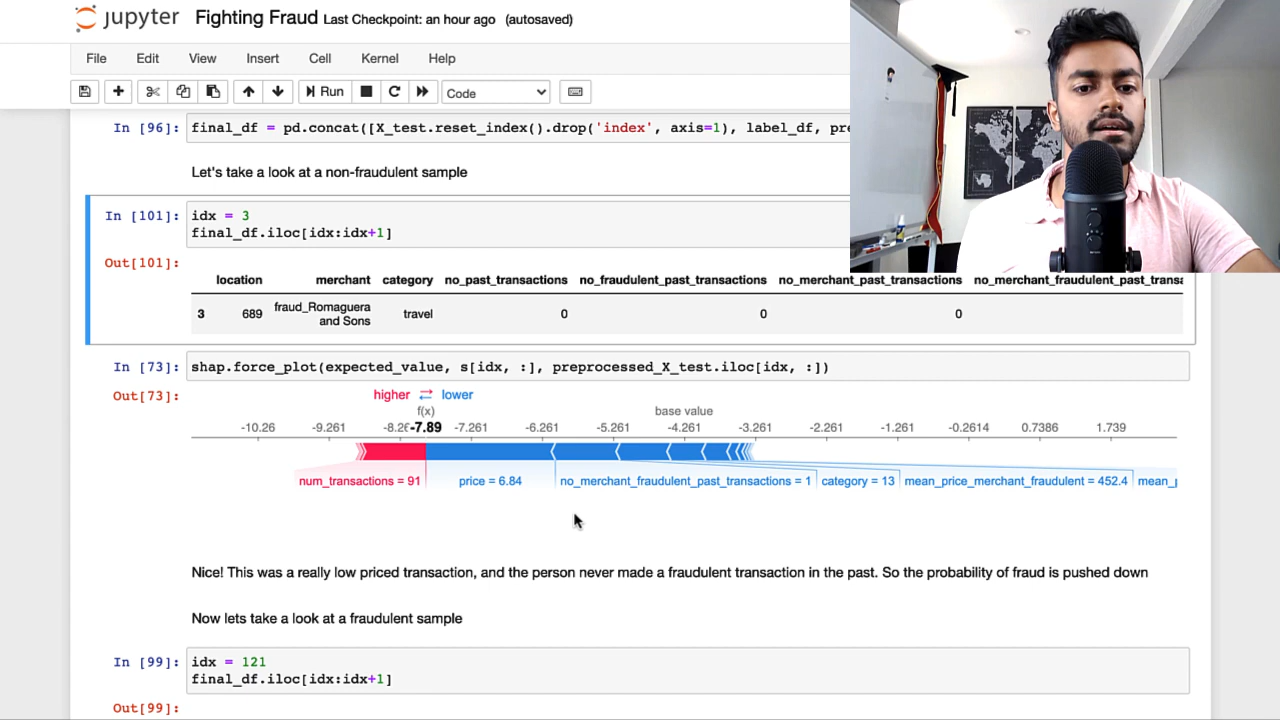 jupyter Fighting Fraud Last Checkpoint: an hour ago (autosaved)
File Edit View Insert Cell Kernel Help
Run Code
In [96]: final_df = pd.concat([X_test.reset_index().drop('index', axis=1), label_df, pre
Let's take a look at a non-fraudulent sample
In [101]: idx = 3
final_df.iloc[idx:idx+1]
Out[101]:
location merchant category no_past_transactions no_fraudulent_past_transactions no_merchant_past_transactions no_merchant_fraudulent_past_transa
3 689 fraud_Romaguera and Sons travel 0 0 0
In [73]: shap.force_plot(expected_value, s[idx, :], preprocessed_X_test.iloc[idx, :])
Out[73]: higher lower
f(x) base value
-10.26 -9.261 -8.26 -7.89 -7.261 -6.261 -5.261 -4.261 -3.261 -2.261 -1.261 -0.2614 0.7386 1.739
num_transactions = 91 price = 6.84 no_merchant_fraudulent_past_transactions = 1 category = 13 mean_price_merchant_fraudulent = 452.4 mean_p
Nice! This was a really low priced transaction, and the person never made a fraudulent transaction in the past. So the probability of fraud is pushed down
Now lets take a look at a fraudulent sample
In [99]: idx = 121
final_df.iloc[idx:idx+1]
Out[99]: